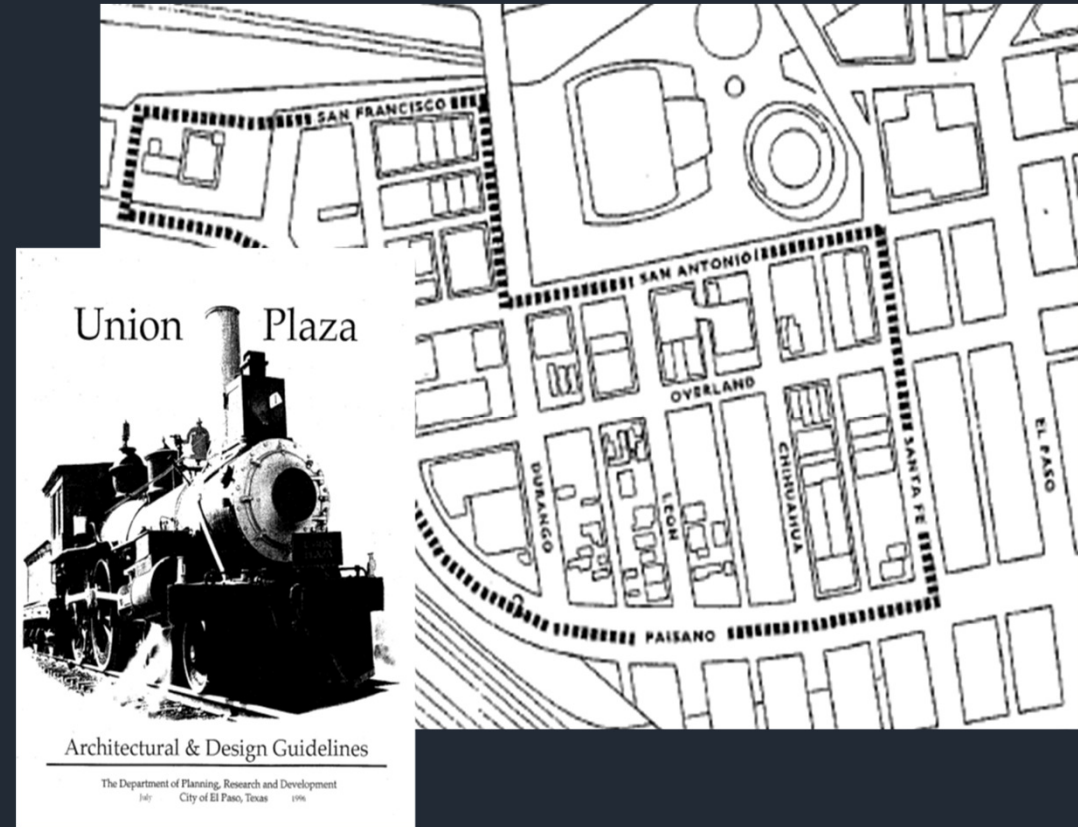 SAN FRANCISCO
SAN ANTONIO
OVERLAND
DURANGO
LEON
CHIHUAHUA
SANTA FE
EL PASO
PAISANO
Union Plaza
Architectural & Design Guidelines
The Department of Planning, Research and Development
July City of El Paso, Texas 1996